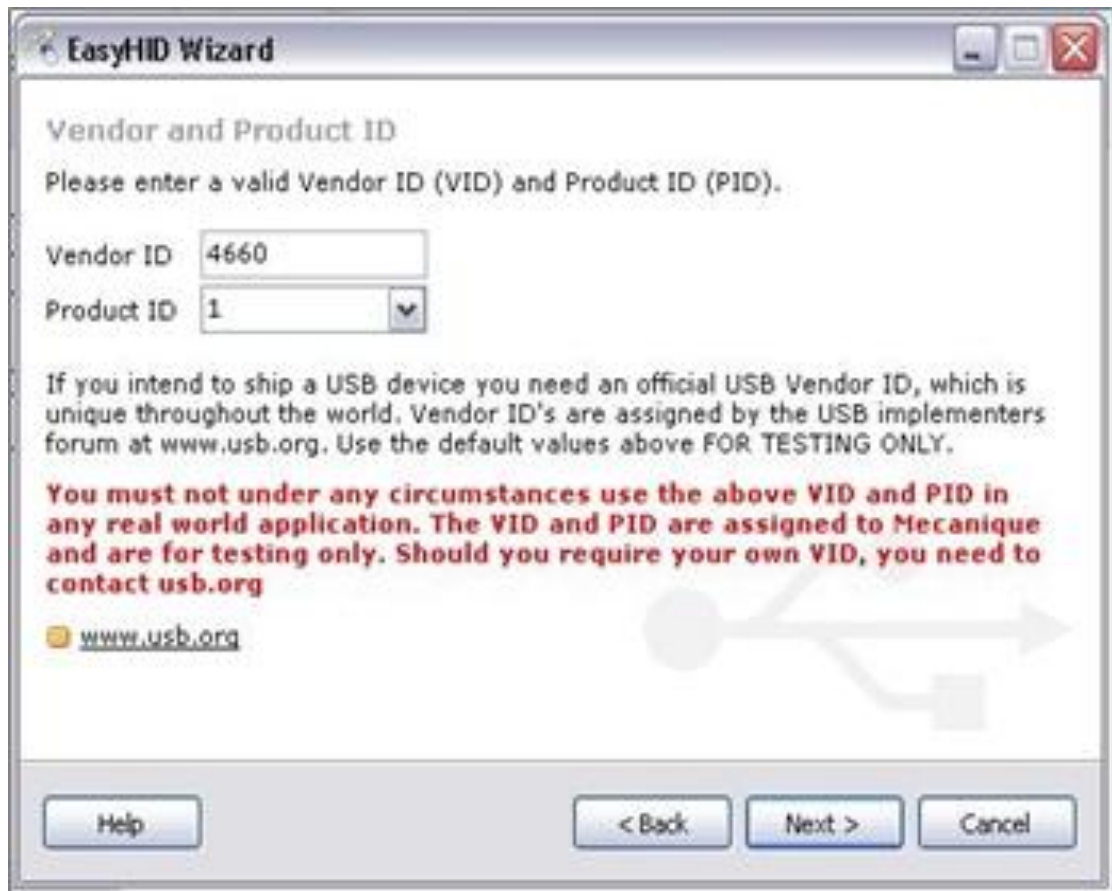 EasyHID Wizard
Vendor and Product ID
Please enter a valid Vendor ID (VID) and Product ID (PID).
Vendor ID 4660
Product ID 1
If you intend to ship a USB device you need an official USB Vendor ID, which is
unique throughout the world. Vendor ID's are assigned by the USB implementers
forum at www.usb.org. Use the default values above FOR TESTING ONLY.
You must not under any circumstances use the above VID and PID in
any real world application. The VID and PID are assigned to Mecanique
and are for testing only. Should you require your own VID, you need to
contact usb.org
www.usb.org
Help < Back Next > Cancel